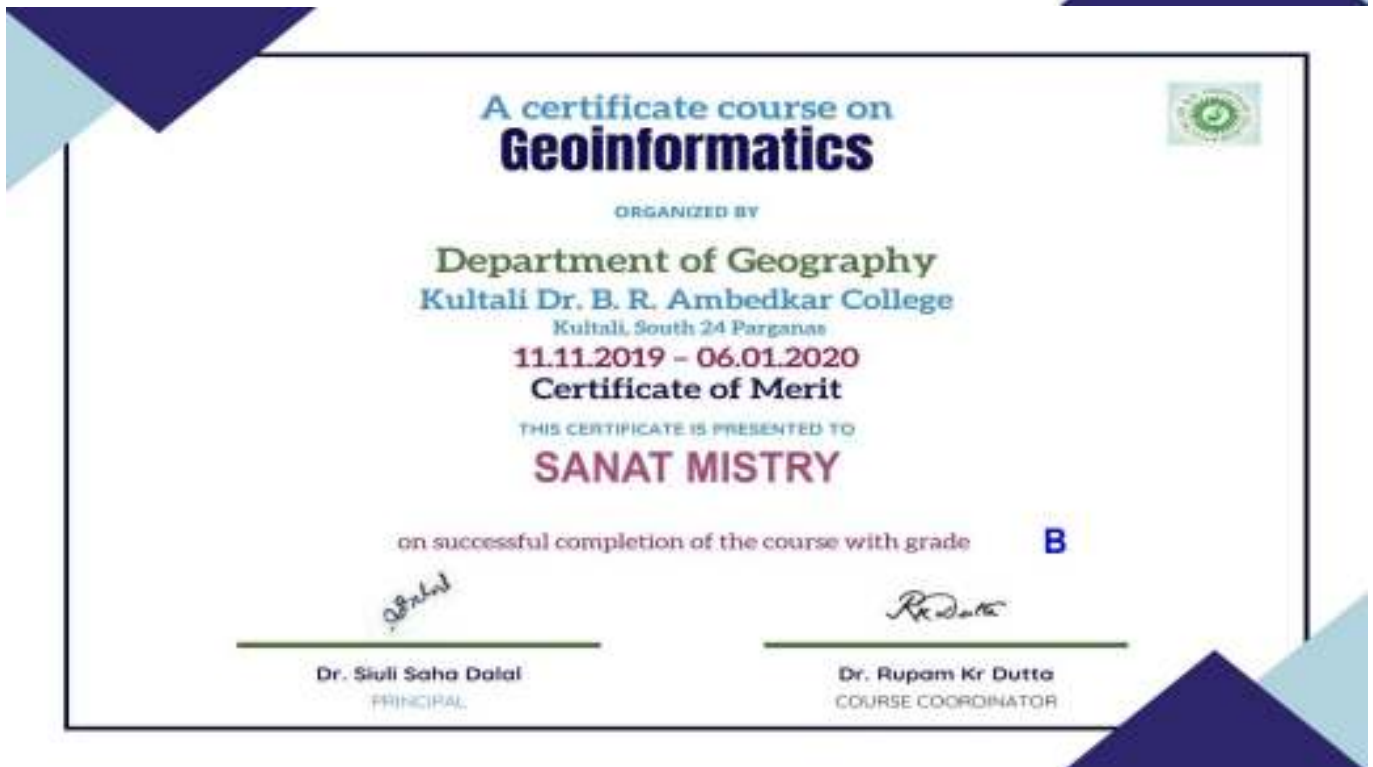 A certificate course on
Geoinformatics
ORGANIZED BY
Department of Geography
Kultali Dr. B. R. Ambedkar College
Kultali, South 24 Parganas
11.11.2019 – 06.01.2020
Certificate of Merit
THIS CERTIFICATE IS PRESENTED TO
SANAT MISTRY
on successful completion of the course with grade B
RKDutta
Dr. Siuli Saha Dalal
Dr. Rupam Kr Dutta
PRINCIPAL
COURSE COORDINATOR